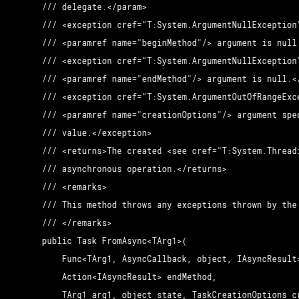 /// delegate.</param>
/// <exception cref="T:System.ArgumentNullException"
/// <paramref name="beginMethod"/> argument is null
/// <exception cref="T:System.ArgumentNullException"
/// <paramref name="endMethod"/> argument is null.<
/// <exception cref="T:System.ArgumentOutOfRangeExce
/// <paramref name="creationOptions"/> argument spec
/// value.</exception>
/// <returns>The created <see cref="T:System.Threadi
/// asynchronous operation.</returns>
/// <remarks>
/// This method throws any exceptions thrown by the
/// </remarks>
public Task FromAsync<TArg1>(
Func<TArg1, AsyncCallback, object, IAsyncResult>
Action<IAsyncResult> endMethod,
TArg1 arg1, object state, TaskCreationOptions cr